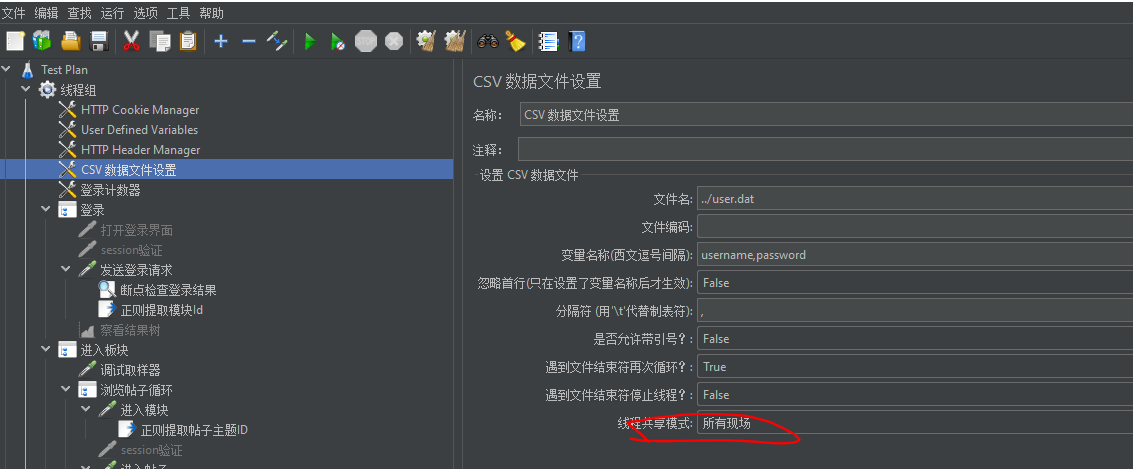 文件 编辑 查找 运行 选项 工具 帮助
STOP
Test Plan
线程组
HTTP Cookie Manager
User Defined Variables
HTTP Header Manager
CSV 数据文件设置
登录计数器
登录
打开登录界面
session验证
发送登录请求
断点检查登录结果
正则提取模块Id
察看结果树
进入板块
调试取样器
浏览帖子循环
进入模块
正则提取帖子主题ID
session验证
进入帖子
CSV 数据文件设置
名称: CSV 数据文件设置
注释:
设置 CSV 数据文件
文件名: ../user.dat
文件编码:
变量名称(西文逗号间隔): username,password
忽略首行(只在设置了变量名称后才生效): False
分隔符 (用'\t'代替制表符): ,
是否允许带引号?: False
遇到文件结束符再次循环?: True
遇到文件结束符停止线程?: False
线程共享模式: 所有现场